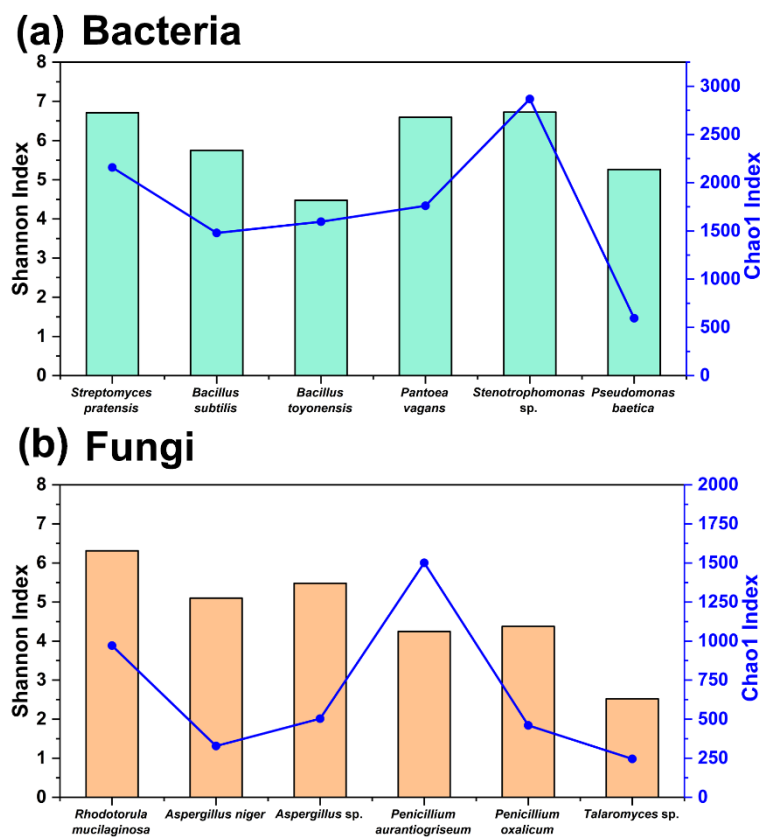 (a) Bacteria
8
7
6
5
4
3
2
1
0
Shannon Index
3000
2500
2000
1500
1000
500
0
Chao1 Index
Streptomyces
pratensis
Bacillus
subtilis
Bacillus
toyonensis
Pantoea
vagans
Stenotrophomonas
sp.
Pseudomonas
baetica
(b) Fungi
8
7
6
5
4
3
2
1
0
Shannon Index
2000
1750
1500
1250
1000
750
500
250
0
Chao1 Index
Rhodotorula
mucilaginosa
Aspergillus niger
Aspergillus sp.
Penicillium
aurantiogriseum
Penicillium
oxalicum
Talaromyces sp.